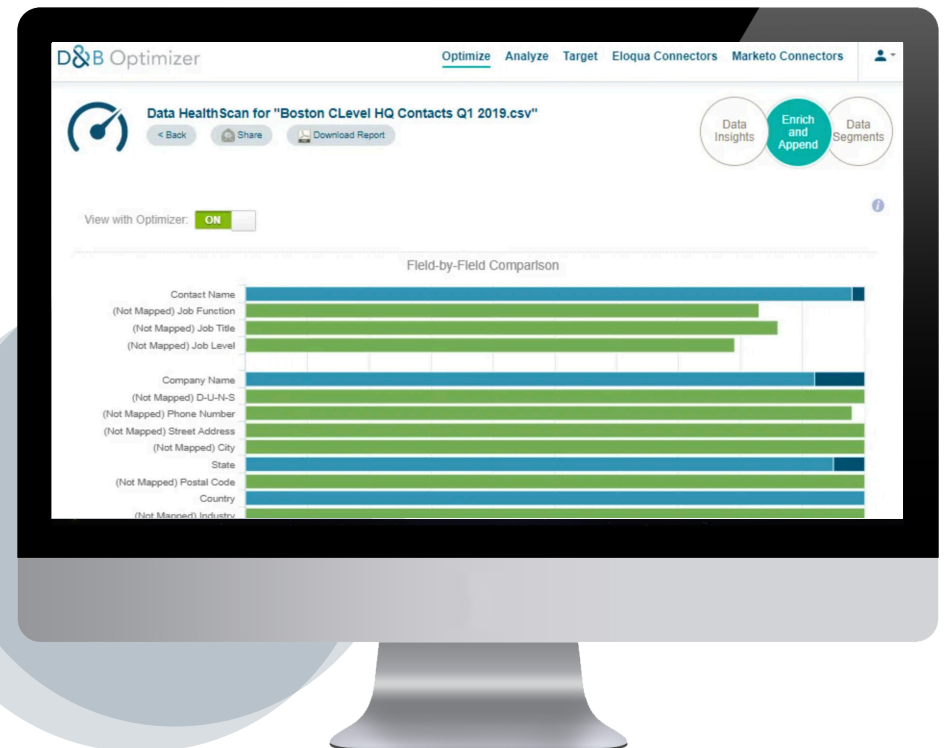 D&B Optimizer
Optimize Analyze Target Eloqua Connectors Marketo Connectors
Data HealthScan for "Boston CLevel HQ Contacts Q1 2019.csv"
< Back Share Download Report
Data Insights
Enrich and Append
Data Segments
View with Optimizer: ON
Field-by-Field Comparison
Contact Name
(Not Mapped) Job Function
(Not Mapped) Job Title
(Not Mapped) Job Level
Company Name
(Not Mapped) D-U-N-S
(Not Mapped) Phone Number
(Not Mapped) Street Address
(Not Mapped) City
State
(Not Mapped) Postal Code
Country
(Not Mapped) Industry